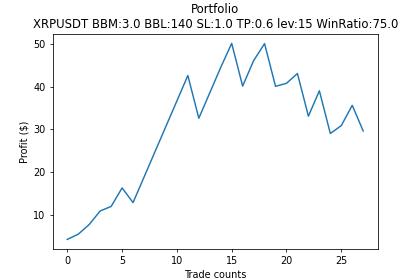 Portfolio
XRPUSDT BBM:3.0 BBL:140 SL:1.0 TP:0.6 lev:15 WinRatio:75.0
50
40
30
20
10
Profit ($)
0 5 10 15 20 25
Trade counts